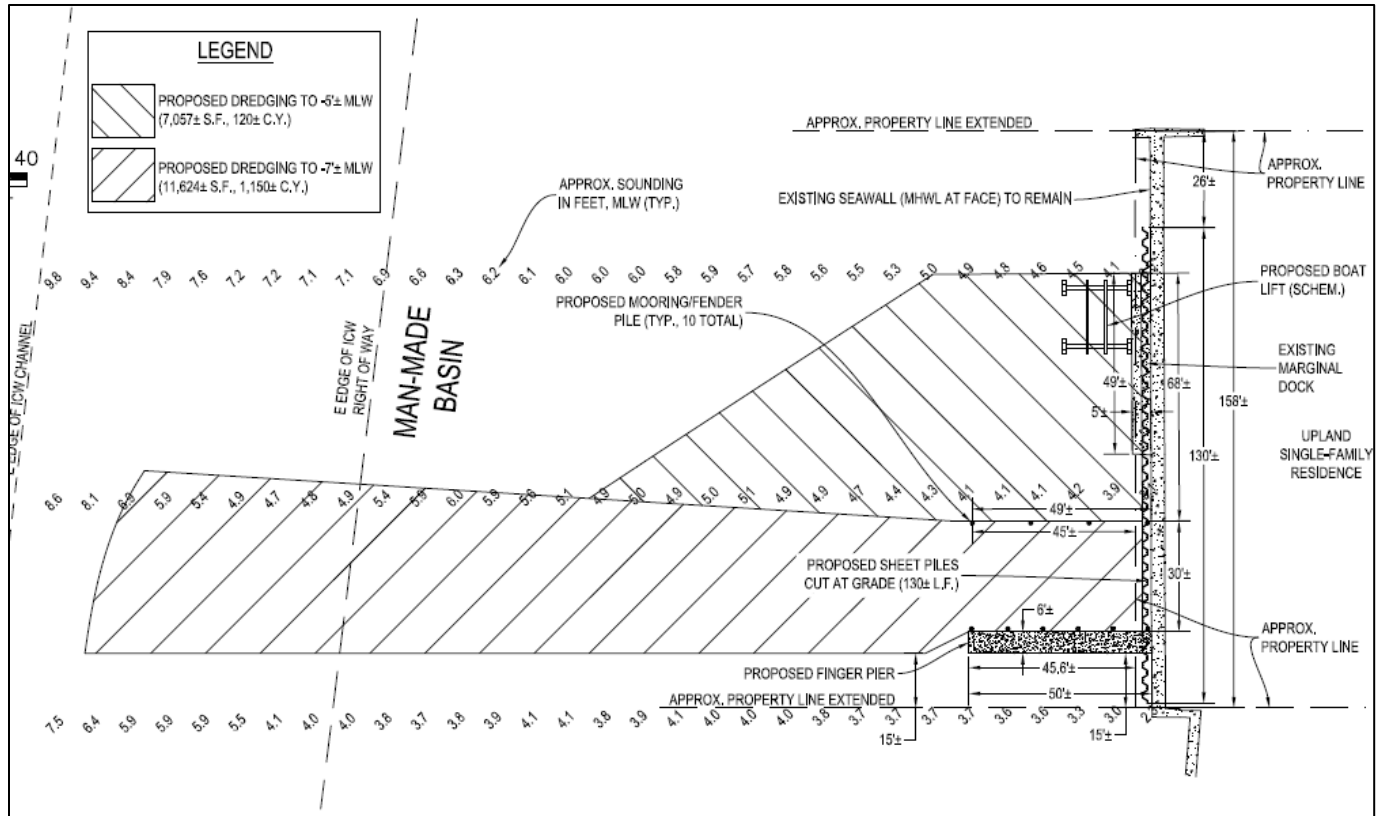 LEGEND
PROPOSED DREDGING TO -5'± MLW
(7,057± S.F., 120± C.Y.)
PROPOSED DREDGING TO -7'± MLW
(11,624± S.F., 1,150± C.Y.)
40
APPROX. PROPERTY LINE EXTENDED
APPROX.
PROPERTY LINE
26'±
APPROX. SOUNDING
IN FEET, MLW (TYP.)
EXISTING SEAWALL (MHWL AT FACE) TO REMAIN
9.8 9.4 8.4 7.9 7.6 7.2 7.2 7.1 7.1 6.9 6.6 6.3 6.2 6.1 6.0 6.0 6.0 5.8 5.9 5.7 5.8 5.6 5.5 5.3 5.0 4.9 4.8 4.6 4.5 4.1
PROPOSED BOAT
LIFT (SCHEM.)
PROPOSED MOORING/FENDER
PILE (TYP., 10 TOTAL)
EDGE OF ICW CHANNEL
E EDGE OF ICW
RIGHT OF WAY
MAN-MADE
BASIN
EXISTING
MARGINAL
DOCK
49'±
68'±
158'±
5'±
130'±
UPLAND
SINGLE-FAMILY
RESIDENCE
8.6 8.1 6.9 5.9 5.4 4.9 4.7 4.8 4.9 5.4 5.9 6.0 5.9 5.6 5.1 4.9 5.0 4.9 5.0 5.1 4.9 4.9 4.7 4.4 4.3 4.1 4.1 4.1 4.2 3.9
49'±
45'±
PROPOSED SHEET PILES
CUT AT GRADE (130± L.F.)
30'±
6'±
APPROX.
PROPERTY LINE
PROPOSED FINGER PIER
45.6'±
APPROX. PROPERTY LINE EXTENDED
50'±
7.5 6.4 5.9 5.9 5.9 5.5 4.1 4.0 4.0 3.8 3.7 3.8 3.9 4.1 4.1 3.8 3.9 4.1 4.0 4.0 4.0 3.8 3.7 3.7 3.7 3.7 3.6 3.6 3.3 3.0
15'±
15'±